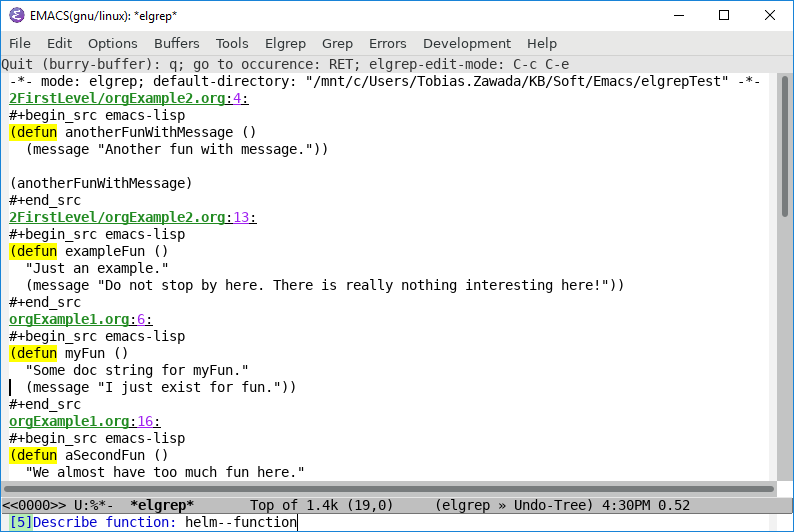 EMACS(gnu/linux): *elgrep*
File Edit Options Buffers Tools Elgrep Grep Errors Development Help
Quit (burry-buffer): q; go to occurence: RET; elgrep-edit-mode: C-c C-e
-*- mode: elgrep; default-directory: "/mnt/c/Users/Tobias.Zawada/KB/Soft/Emacs/elgrepTest" -*-
2FirstLevel/orgExample2.org:4:
#+begin_src emacs-lisp
(defun anotherFunWithMessage ()
  (message "Another fun with message."))
(anotherFunWithMessage)
#+end_src
2FirstLevel/orgExample2.org:13:
#+begin_src emacs-lisp
(defun exampleFun ()
  "Just an example."
  (message "Do not stop by here. There is really nothing interesting here!"))
#+end_src
orgExample1.org:6:
#+begin_src emacs-lisp
(defun myFun ()
  "Some doc string for myFun."
  (message "I just exist for fun."))
#+end_src
orgExample1.org:16:
#+begin_src emacs-lisp
(defun aSecondFun ()
  "We almost have too much fun here."
<<0000>> U:%*-  *elgrep*       Top of 1.4k (19,0)     (elgrep » Undo-Tree) 4:30PM 0.52
[5]Describe function: helm--function